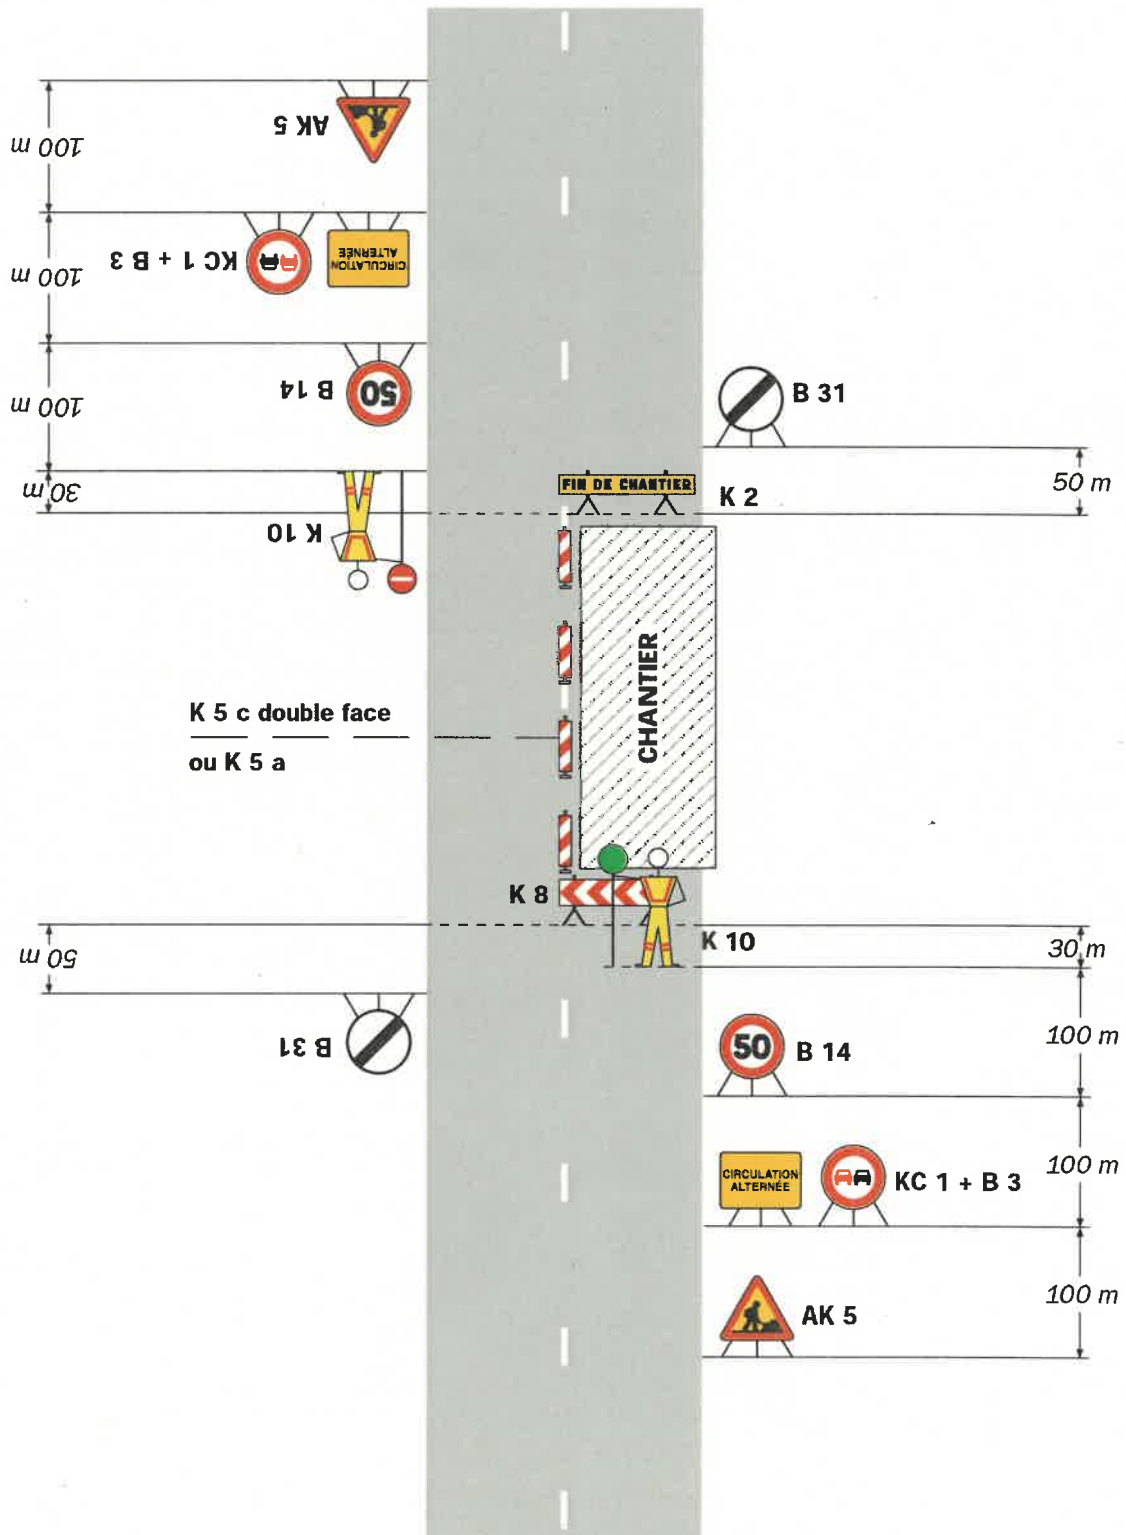 AK 5
100 m
KC 1 + B 3
CIRCULATION
ALTERNÉE
100 m
B 14
50
100 m
B 31
30 m
K 10
FIN DE CHANTIER
K 2
50 m
CHANTIER
K 5 c double face
ou K 5 a
K 8
K 10
30 m
50 m
B 31
50
B 14
100 m
CIRCULATION
ALTERNÉE
KC 1 + B 3
100 m
AK 5
100 m